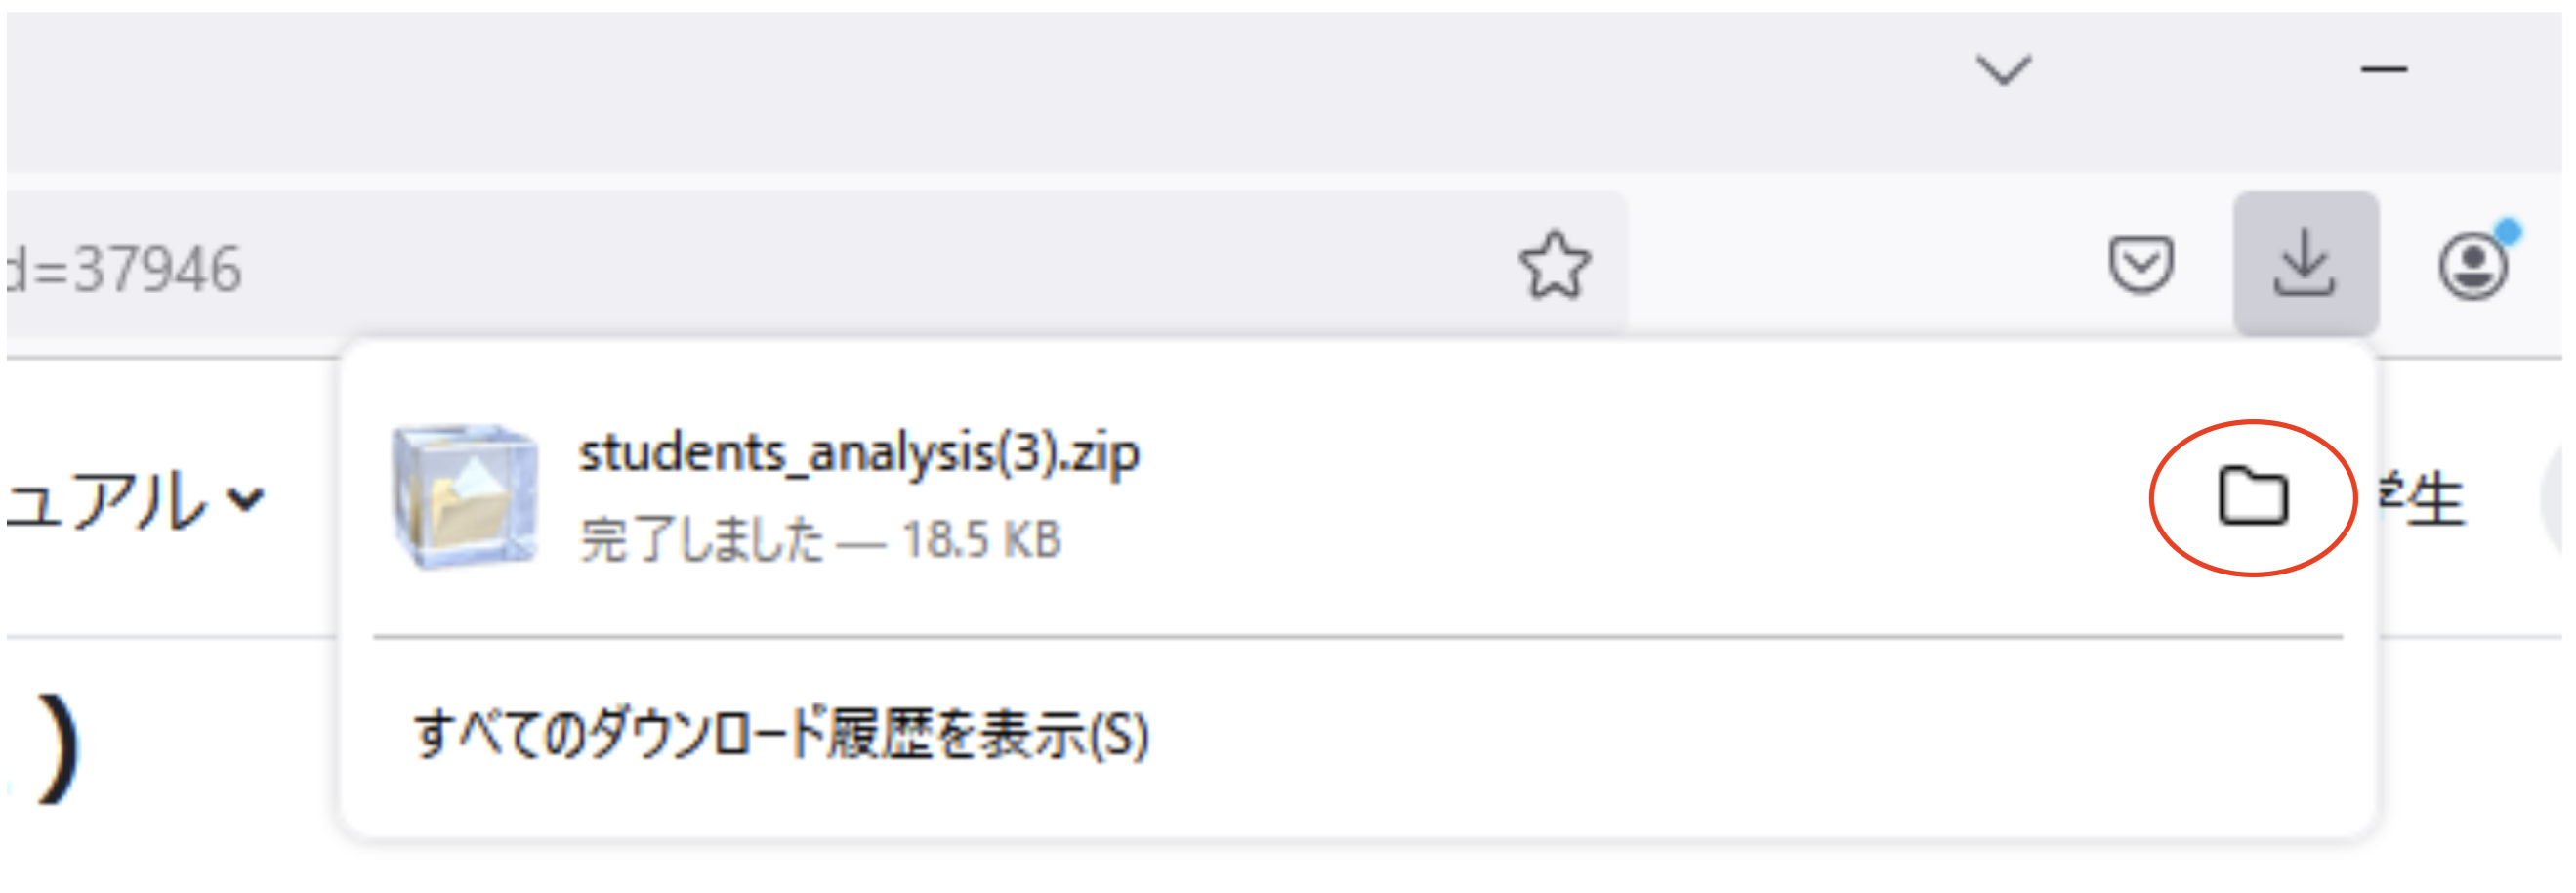 d=37946
ュアル
students_analysis(3).zip
完了しました — 18.5 KB
学生
すべてのダウンロード履歴を表示(S)
)